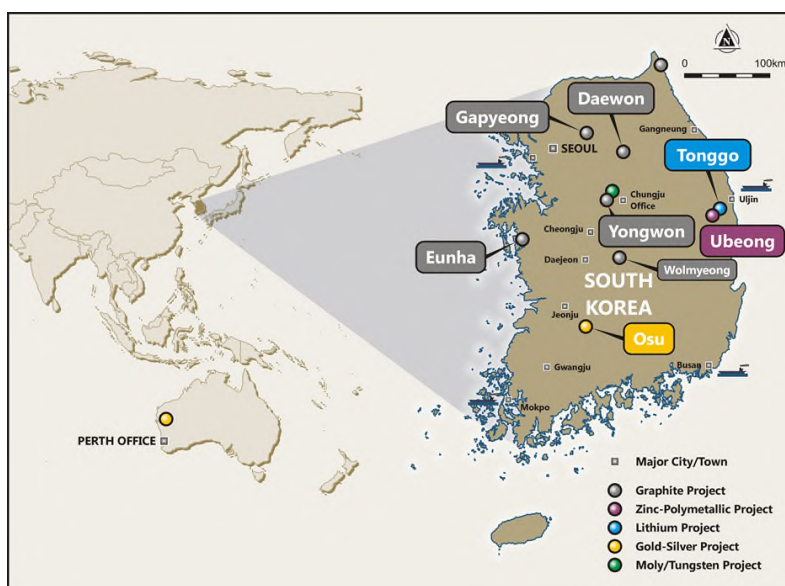 N
0
100km
Daewon
Gapyeong
Gangneung
SEOUL
Tonggo
Chungju
Office
Uljin
Yongwon
Ubeong
Cheongju
Eunha
Daejeon
Wolmyeong
SOUTH
KOREA
Jeonju
Osu
Gwangju
Busan
Mokpo
PERTH OFFICE
Major City/Town
Graphite Project
Zinc-Polymetallic Project
Lithium Project
Gold-Silver Project
Moly/Tungsten Project